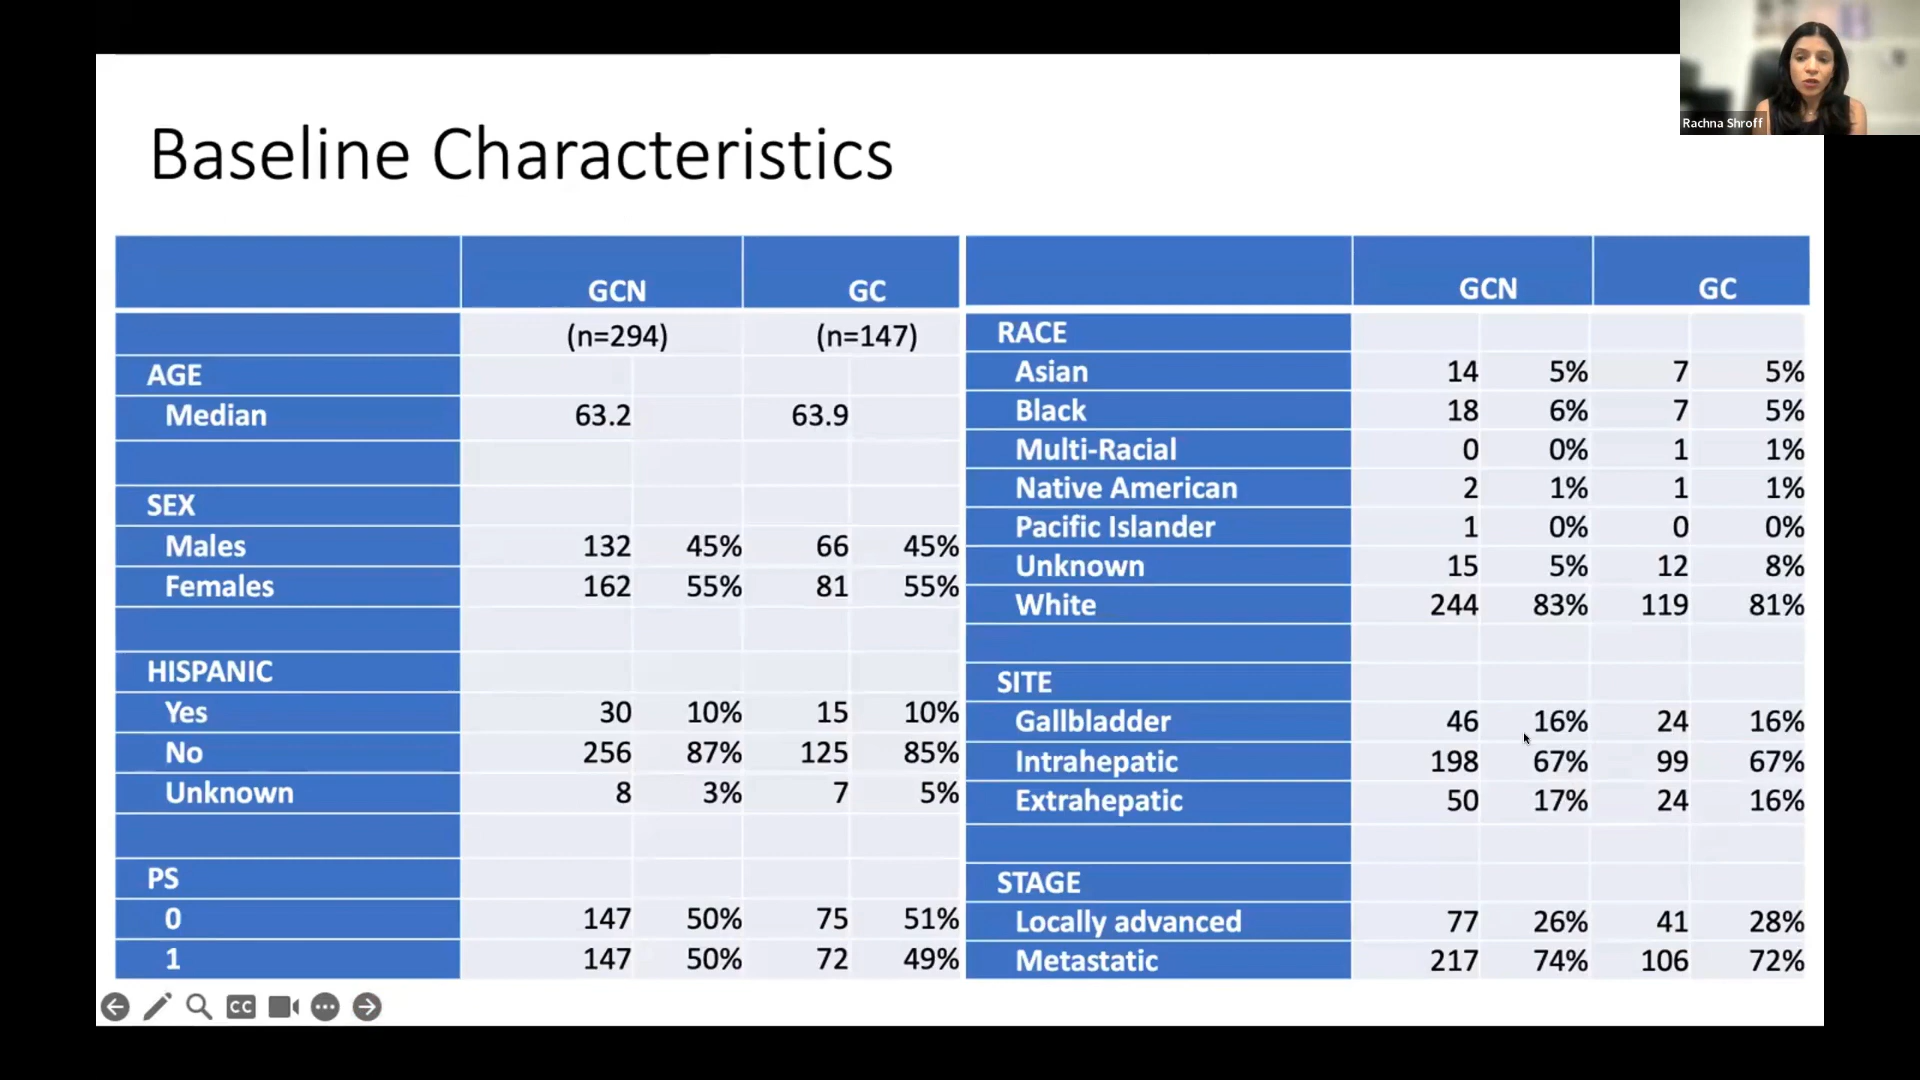 Rachna Shroff
Baseline Characteristics
GCN GC
(n=294) (n=147)
AGE
Median 63.2 63.9
SEX
Males 132 45% 66 45%
Females 162 55% 81 55%
HISPANIC
Yes 30 10% 15 10%
No 256 87% 125 85%
Unknown 8 3% 7 5%
PS
0 147 50% 75 51%
1 147 50% 72 49%
GCN GC
RACE
Asian 14 5% 7 5%
Black 18 6% 7 5%
Multi-Racial 0 0% 1 1%
Native American 2 1% 1 1%
Pacific Islander 1 0% 0 0%
Unknown 15 5% 12 8%
White 244 83% 119 81%
SITE
Gallbladder 46 16% 24 16%
Intrahepatic 198 67% 99 67%
Extrahepatic 50 17% 24 16%
STAGE
Locally advanced 77 26% 41 28%
Metastatic 217 74% 106 72%
CC